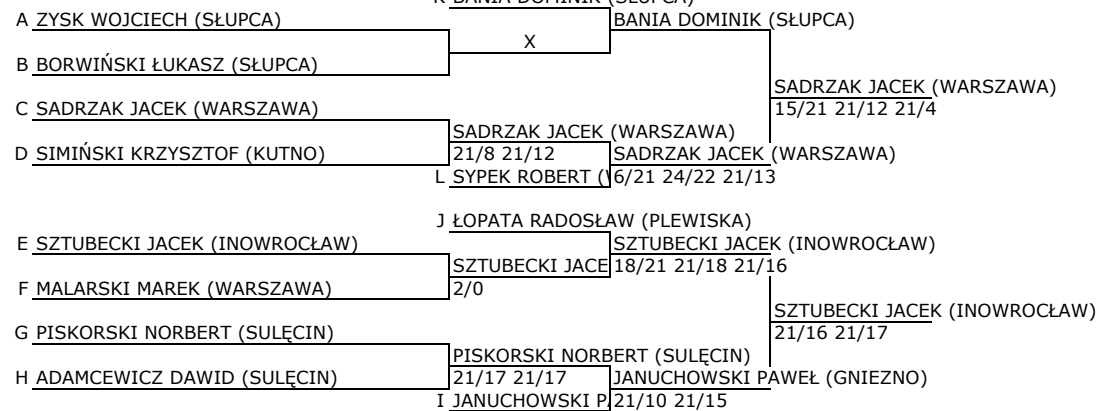 K BANIA DOMINIK (SŁUPCA)
A ZYSK WOJCIECH (SŁUPCA)
BANIA DOMINIK (SŁUPCA)
X
B BORWIŃSKI ŁUKASZ (SŁUPCA)
SADRZAK JACEK (WARSZAWA)
C SADRZAK JACEK (WARSZAWA)
15/21 21/12 21/4
SADRZAK JACEK (WARSZAWA)
D SIMIŃSKI KRZYSZTOF (KUTNO)
21/8 21/12
SADRZAK JACEK (WARSZAWA)
L SYPEK ROBERT (
6/21 24/22 21/13
J ŁOPATA RADOSŁAW (PLEWISKA)
E SZTUBECKI JACEK (INOWROCŁAW)
SZTUBECKI JACEK (INOWROCŁAW)
SZTUBECKI JACE
18/21 21/18 21/16
F MALARSKI MAREK (WARSZAWA)
2/0
SZTUBECKI JACEK (INOWROCŁAW)
G PISKORSKI NORBERT (SULĘCIN)
21/16 21/17
PISKORSKI NORBERT (SULĘCIN)
H ADAMCEWICZ DAWID (SULĘCIN)
21/17 21/17
JANUCHOWSKI PAWEŁ (GNIEZNO)
I JANUCHOWSKI P
21/10 21/15